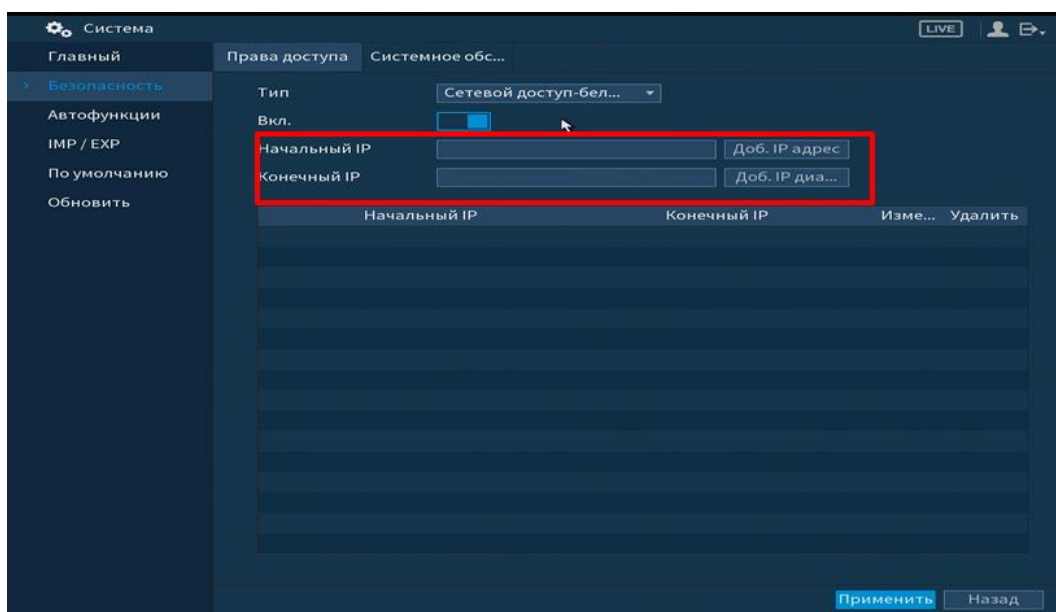 Система LIVE
Главный
Безопасность
Автофункции
IMP / EXP
По умолчанию
Обновить
Права доступа Системное обс...
Тип Сетевой доступ-бел...
Вкл.
Начальный IP Доб. IP адрес
Конечный IP Доб. IP диа...
Начальный IP Конечный IP Изме... Удалить
Применить Назад